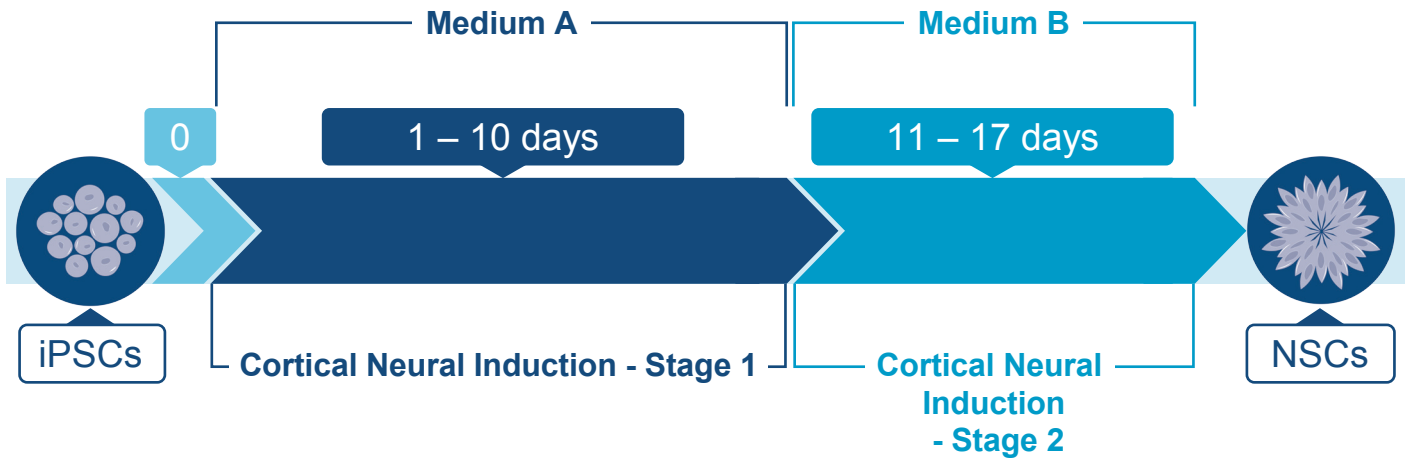 Medium A
Medium B
0
1 – 10 days
11 – 17 days
iPSCs
NSCs
Cortical Neural Induction - Stage 1
Cortical Neural
Induction
- Stage 2